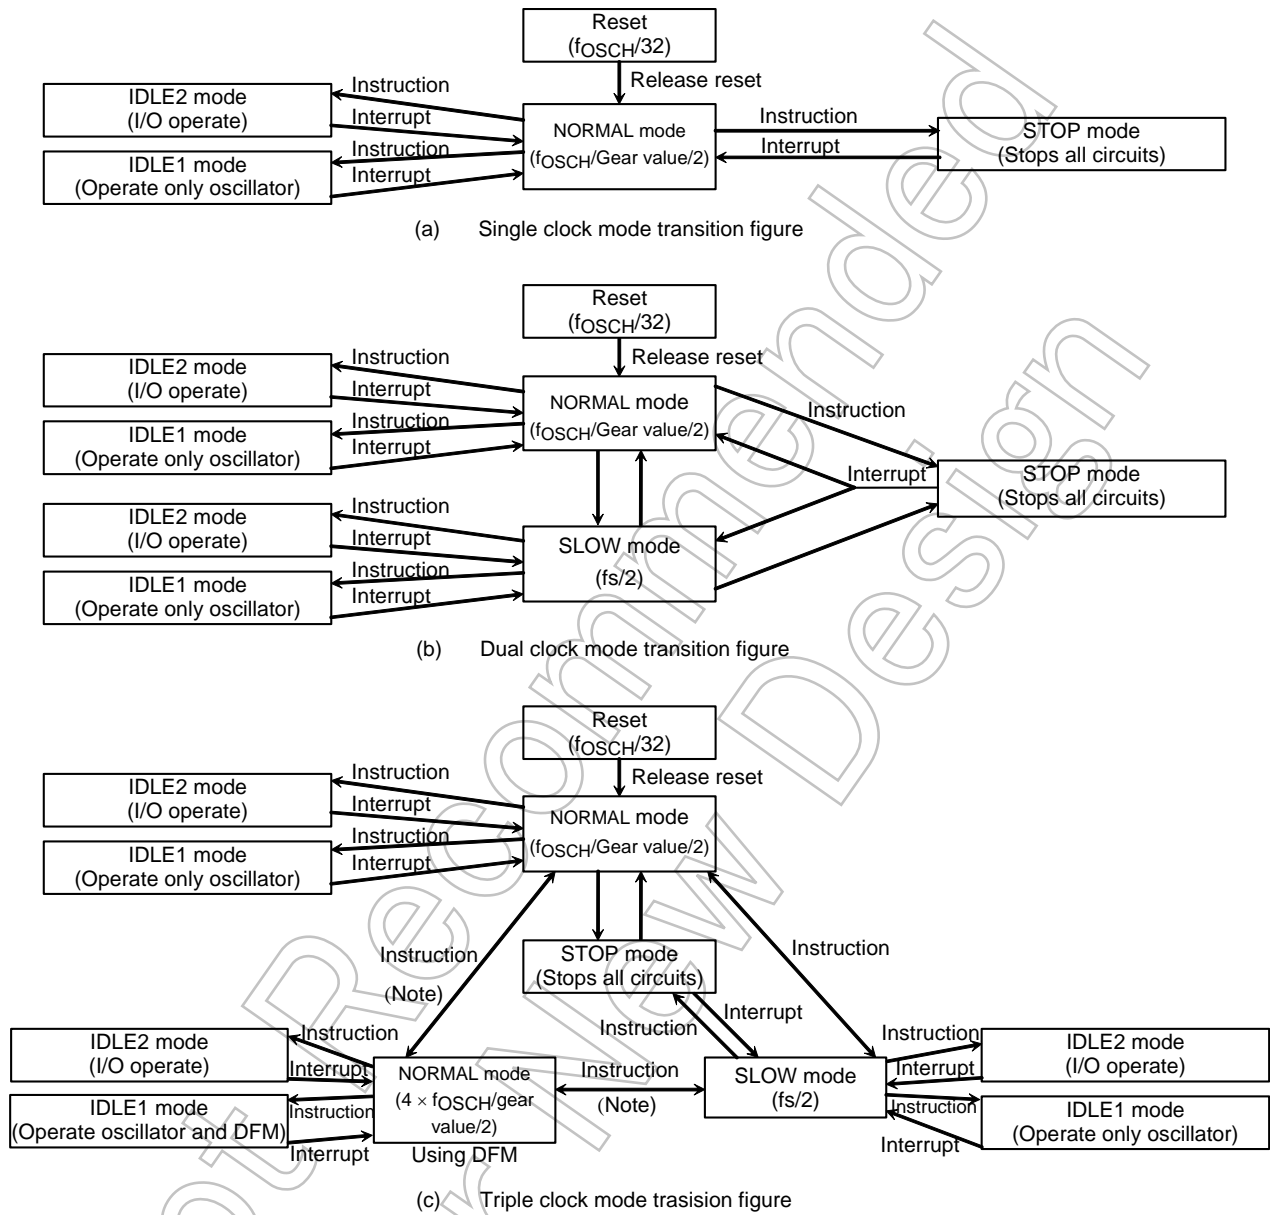 Reset
(fOSCH/32)
Release reset
IDLE2 mode
(I/O operate)
Instruction
Interrupt
IDLE1 mode
(Operate only oscillator)
Instruction
Interrupt
NORMAL mode
(fOSCH/Gear value/2)
Instruction
Interrupt
STOP mode
(Stops all circuits)
(a) Single clock mode transition figure
Reset
(fOSCH/32)
Release reset
IDLE2 mode
(I/O operate)
Instruction
Interrupt
IDLE1 mode
(Operate only oscillator)
Instruction
Interrupt
NORMAL mode
(fOSCH/Gear value/2)
Instruction
Interrupt
STOP mode
(Stops all circuits)
IDLE2 mode
(I/O operate)
Instruction
Interrupt
IDLE1 mode
(Operate only oscillator)
Instruction
Interrupt
SLOW mode
(fs/2)
(b) Dual clock mode transition figure
Reset
(fOSCH/32)
Release reset
IDLE2 mode
(I/O operate)
Instruction
Interrupt
IDLE1 mode
(Operate only oscillator)
Instruction
Interrupt
NORMAL mode
(fOSCH/Gear value/2)
Instruction
(Note)
STOP mode
(Stops all circuits)
Instruction
Instruction
Interrupt
IDLE2 mode
(I/O operate)
Instruction
Interrupt
IDLE1 mode
(Operate oscillator and DFM)
Instruction
Interrupt
NORMAL mode
(4 × fOSCH/gear
value/2)
Using DFM
Instruction
(Note)
SLOW mode
(fs/2)
Instruction
Interrupt
Instruction
Interrupt
IDLE2 mode
(I/O operate)
IDLE1 mode
(Operate only oscillator)
(c) Triple clock mode trasision figure
Not Recommended
for New Design